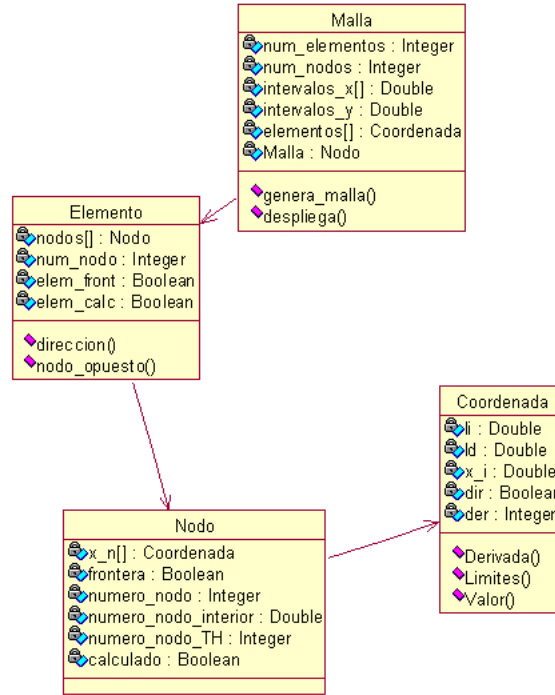 Malla
num_elementos : Integer
num_nodos : Integer
intervalos_x[] : Double
intervalos_y : Double
elementos[] : Coordenada
Malla : Nodo
genera_malla()
despliega()
Elemento
nodos[] : Nodo
num_nodo : Integer
elem_front : Boolean
elem_calc : Boolean
direccion()
nodo_opuesto()
Coordenada
li : Double
ld : Double
x_i : Double
dir : Boolean
der : Integer
Derivada()
Limites()
Valor()
Nodo
x_n[] : Coordenada
frontera : Boolean
numero_nodo : Integer
numero_nodo_interior : Double
numero_nodo_TH : Integer
calculado : Boolean